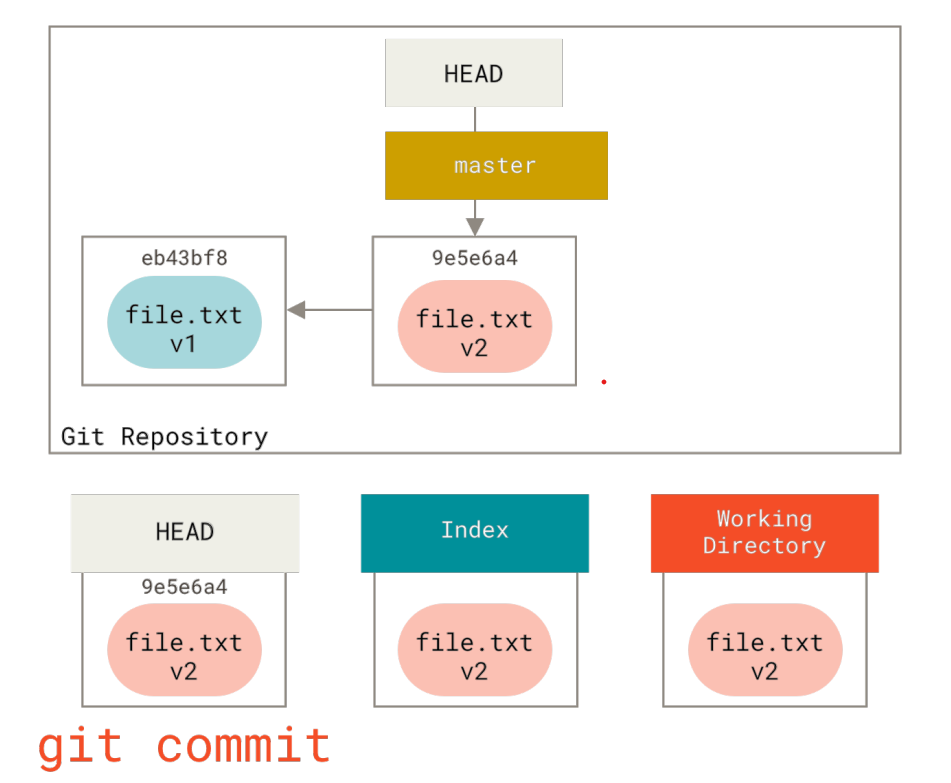 HEAD
master
eb43bf8
file.txt
v1
9e5e6a4
file.txt
v2
Git Repository
HEAD
9e5e6a4
file.txt
v2
Index
file.txt
v2
Working
Directory
file.txt
v2
git commit